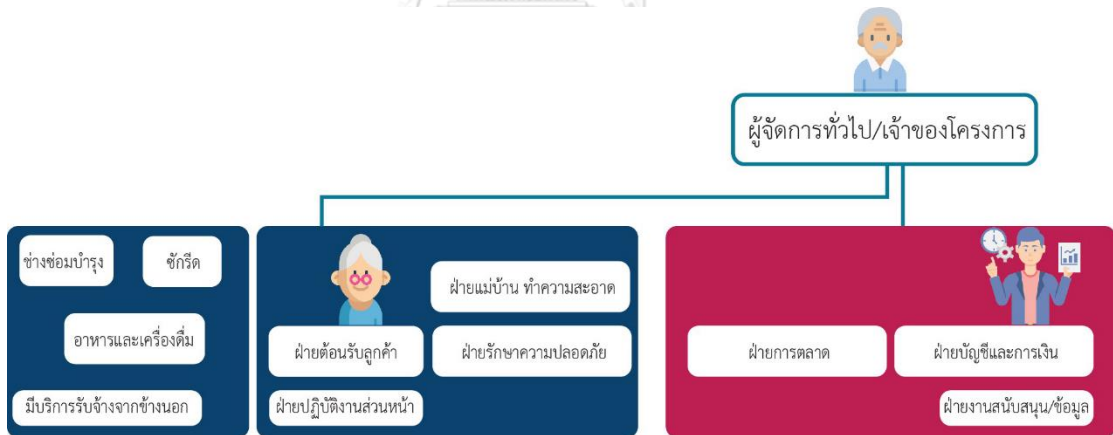 ผู้จัดการทั่วไป/เจ้าของโครงการ
ช่างซ่อมบำรุง
ซักรีด
อาหารและเครื่องดื่ม
มีบริการรับจ้างจากข้างนอก
ฝ่ายแม่บ้าน ทำความสะอาด
ฝ่ายต้อนรับลูกค้า
ฝ่ายรักษาความปลอดภัย
ฝ่ายปฏิบัติงานส่วนหน้า
ฝ่ายการตลาด
ฝ่ายบัญชีและการเงิน
ฝ่ายงานสนับสนุน/ข้อมูล